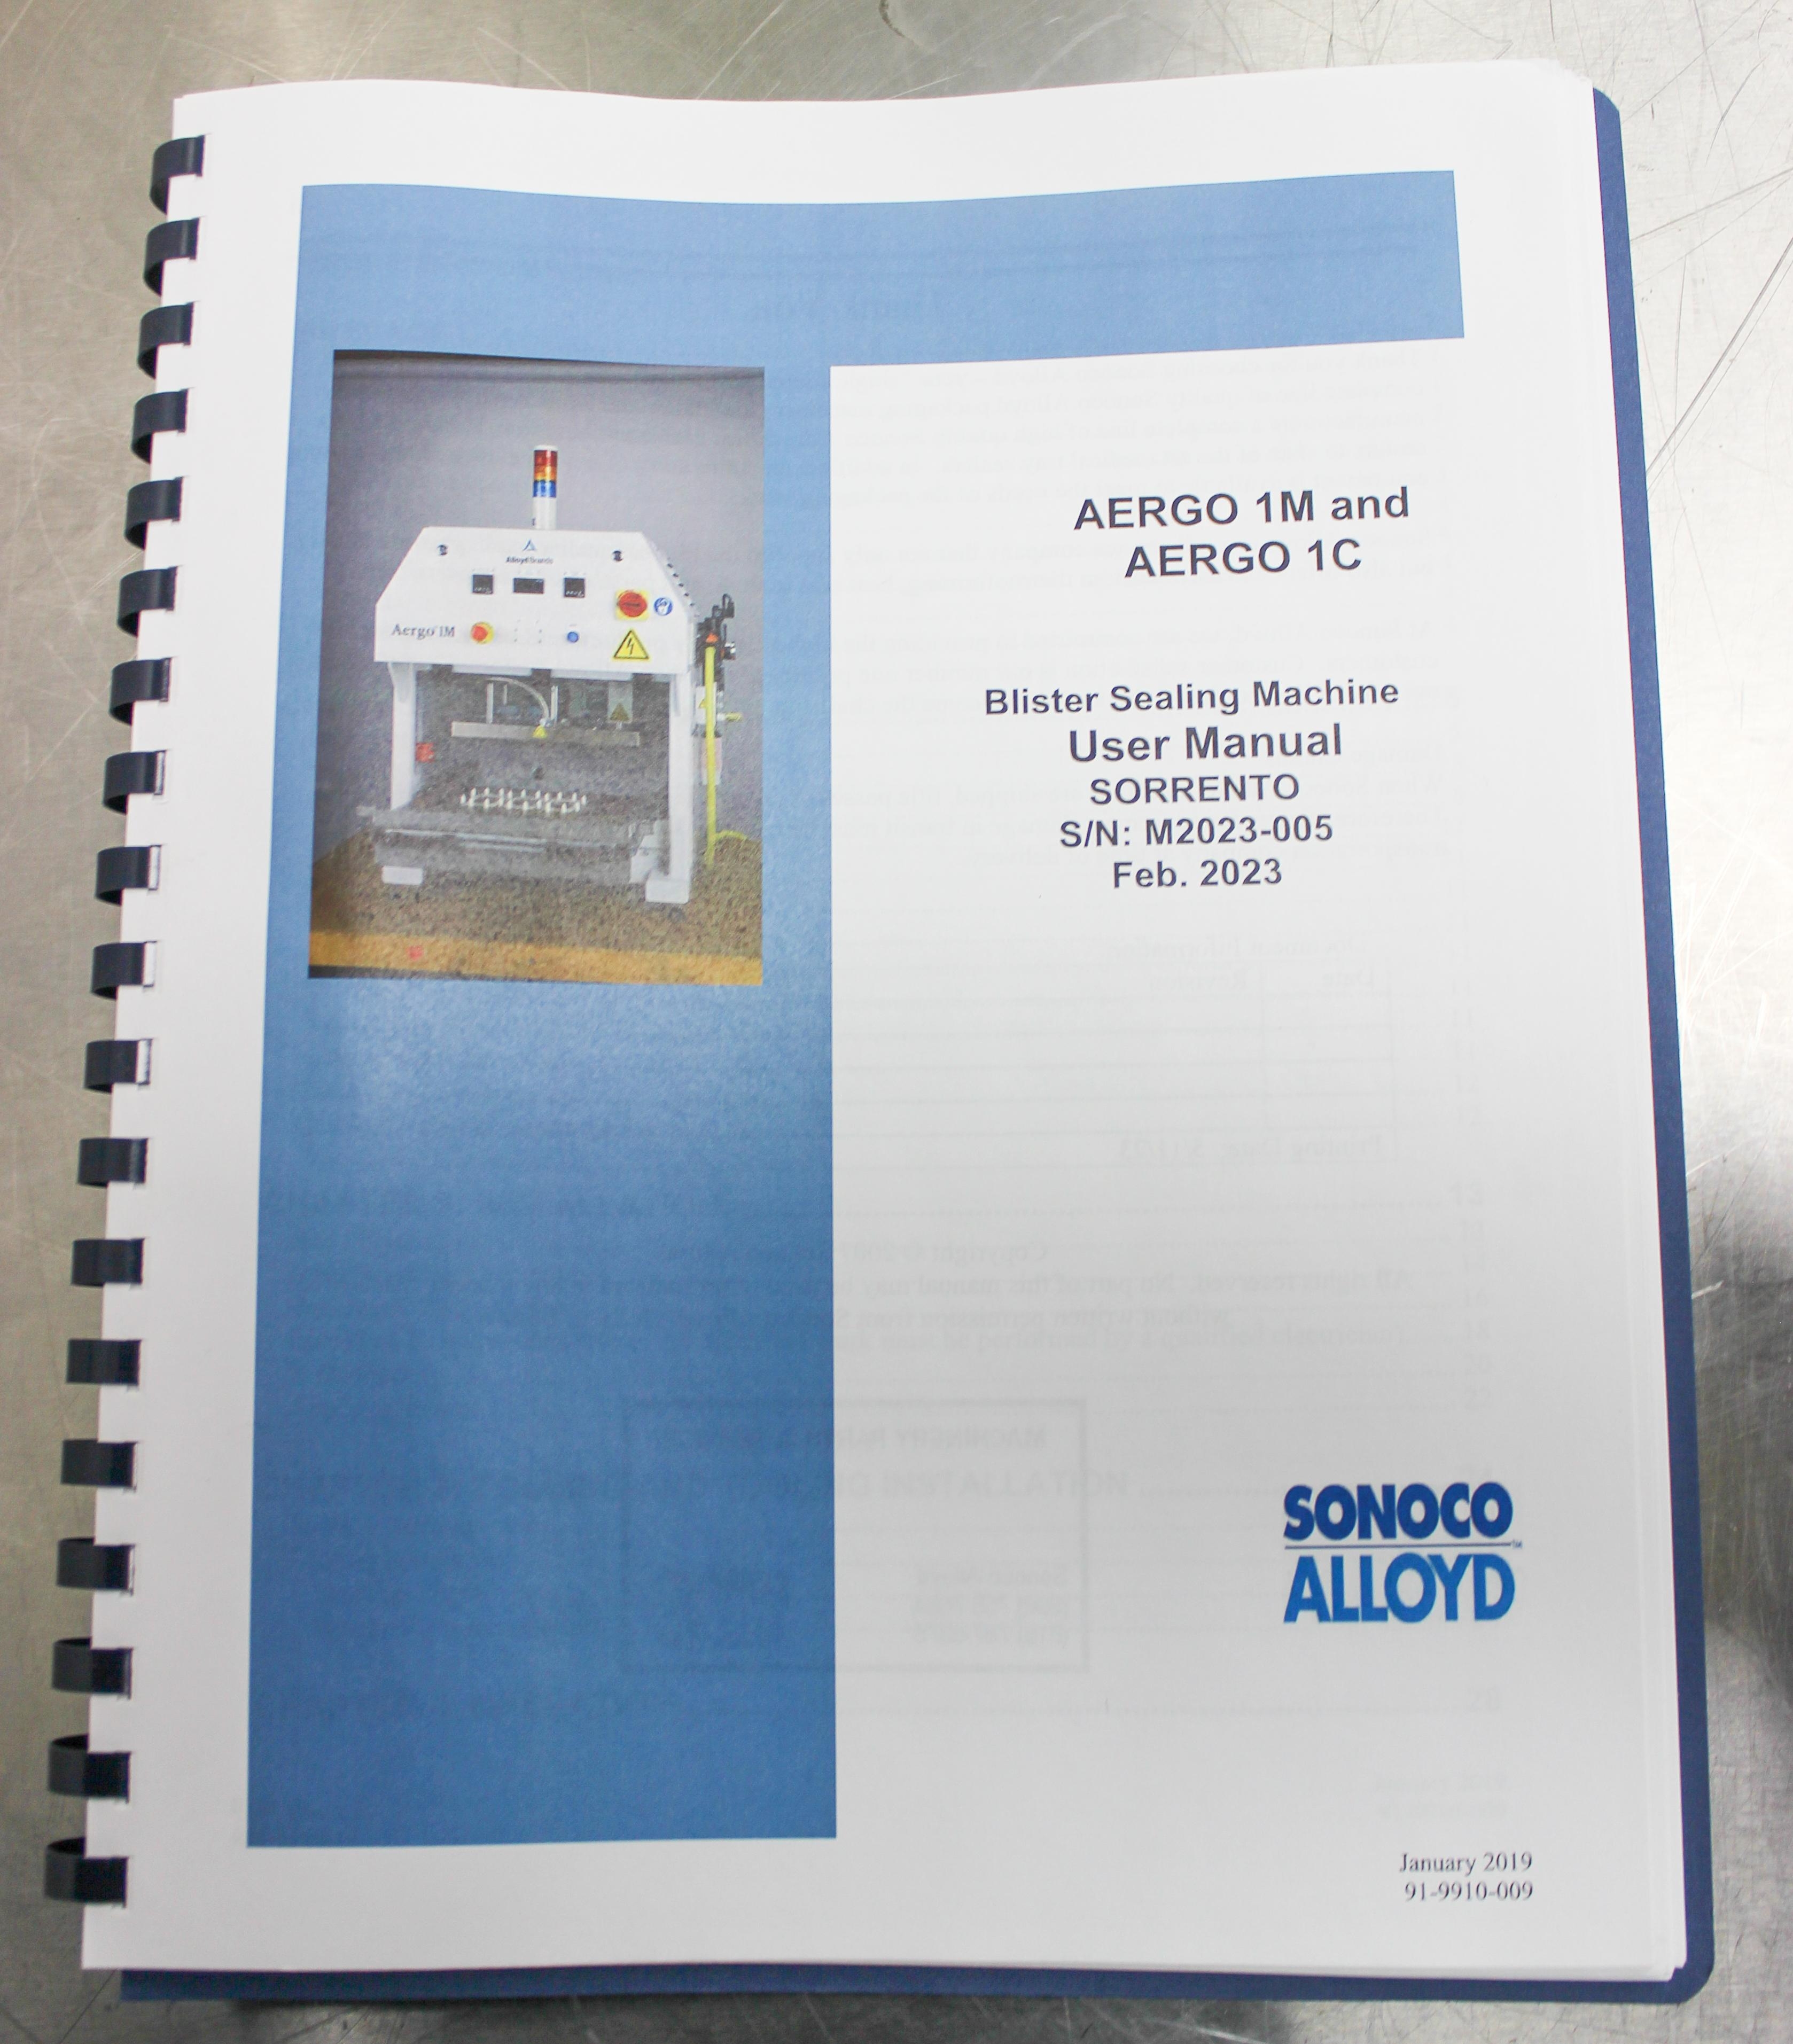 AERGO 1M and
AERGO 1C
Blister Sealing Machine
User Manual
SORRENTO
S/N: M2023-005
Feb. 2023
Aergo 1M
SONOCO
ALLOYD
January 2019
91-9910-009